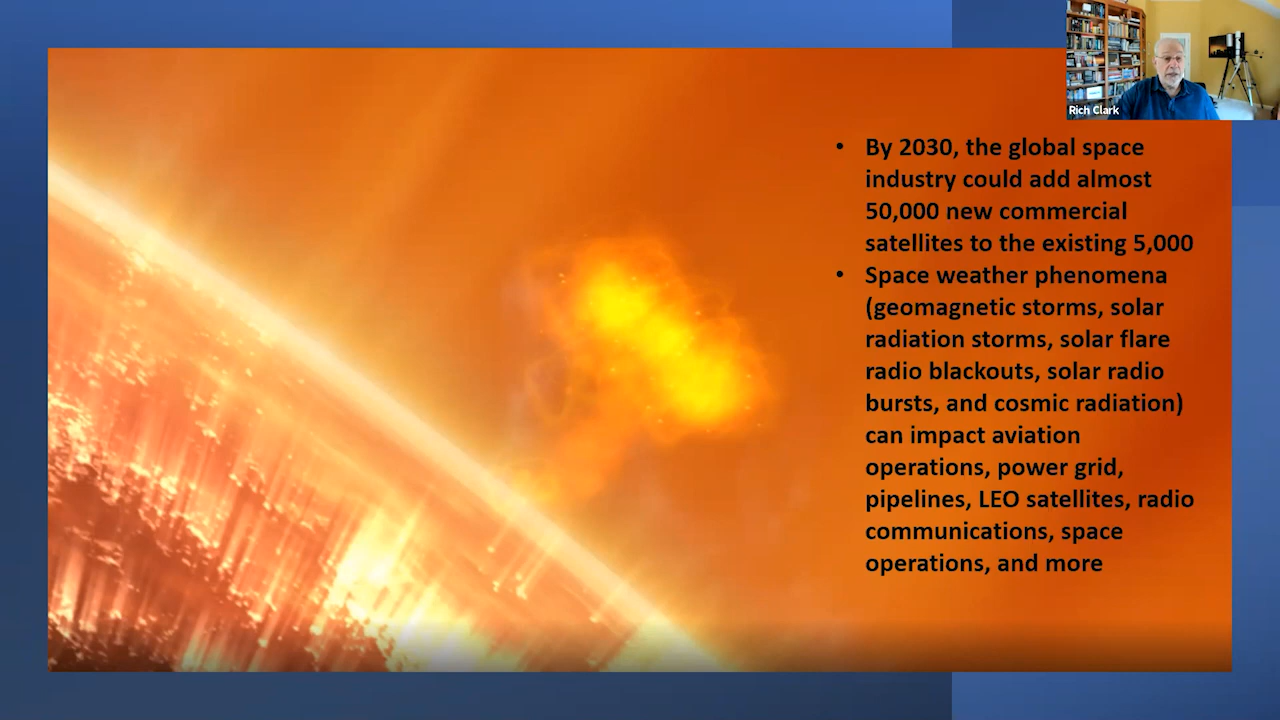 Rich Clark
• By 2030, the global space
industry could add almost
50,000 new commercial
satellites to the existing 5,000
• Space weather phenomena
(geomagnetic storms, solar
radiation storms, solar flare
radio blackouts, solar radio
bursts, and cosmic radiation)
can impact aviation
operations, power grid,
pipelines, LEO satellites, radio
communications, space
operations, and more